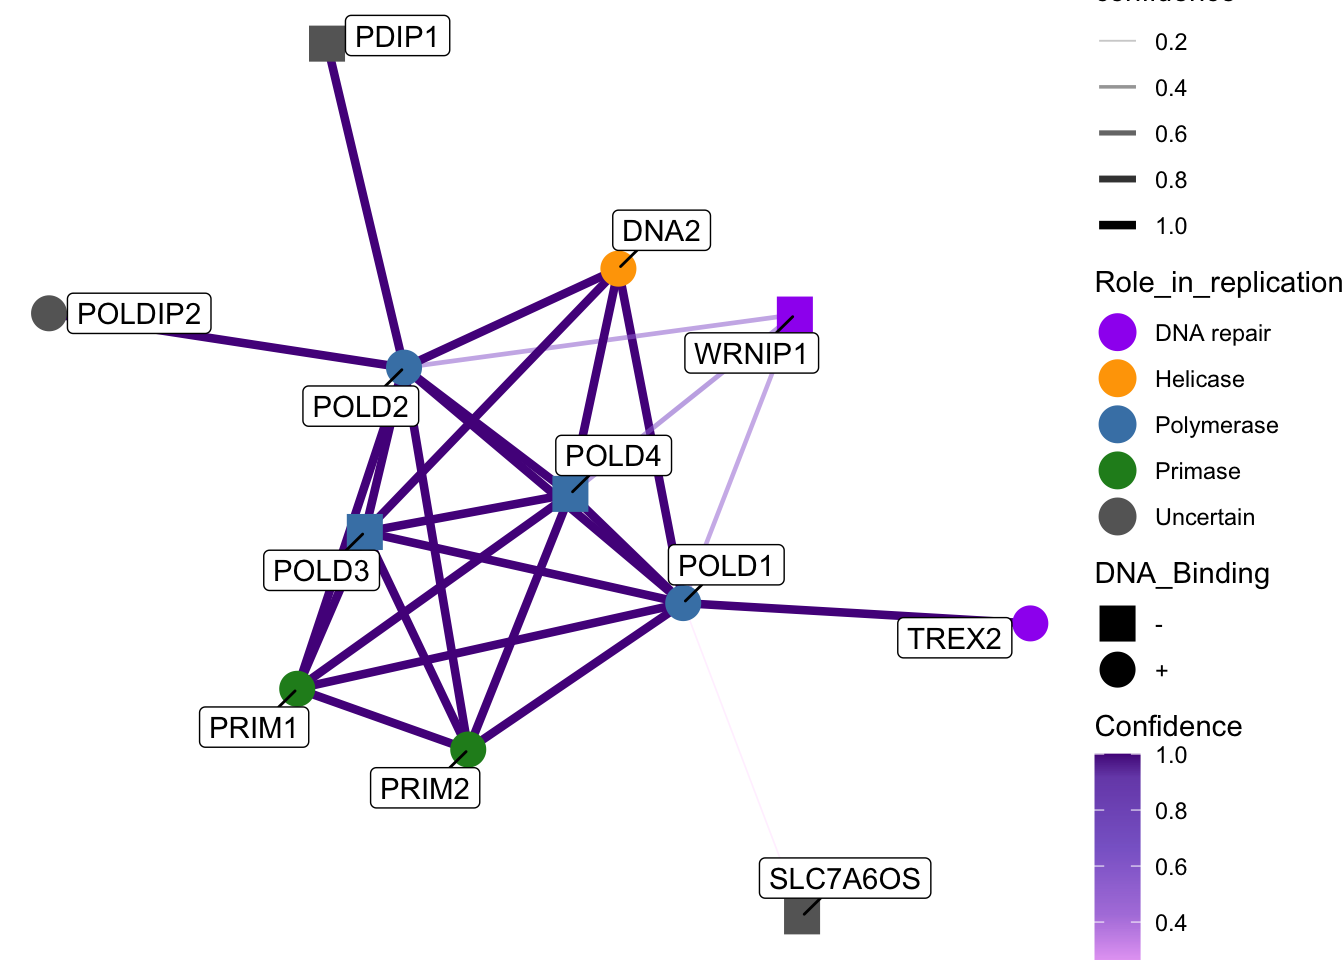 PDIP1
DNA2
POLDIP2
WRNIP1
POLD2
POLD4
POLD3
POLD1
TREX2
PRIM1
PRIM2
SLC7A6OS
confidence
0.2
0.4
0.6
0.8
1.0
Role_in_replication
DNA repair
Helicase
Polymerase
Primase
Uncertain
DNA_Binding
-
+
Confidence
1.0
0.8
0.6
0.4